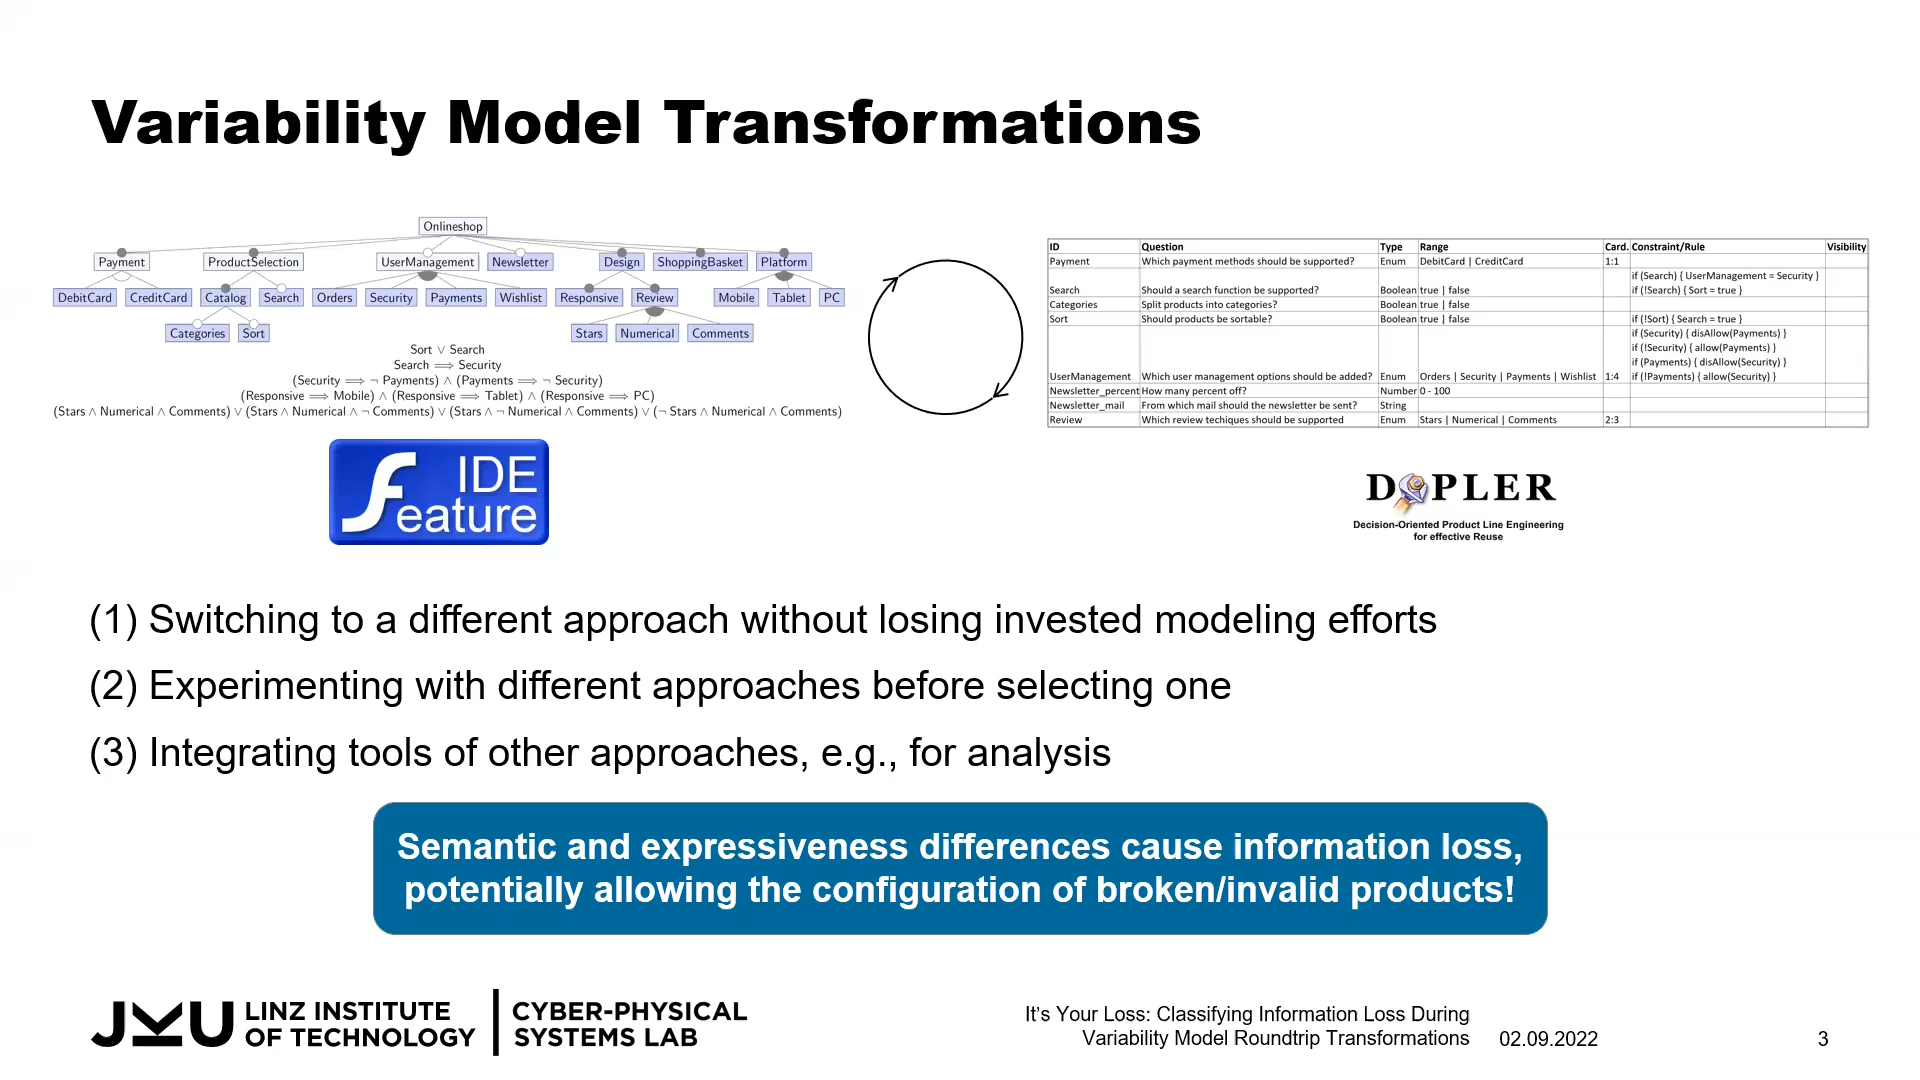 Variability Model Transformations
Onlineshop
Payment ProductSelection UserManagement Newsletter Design ShoppingBasket Platform
DebitCard CreditCard Catalog Search Orders Security Payments Wishlist Responsive Review Mobile Tablet PC
Categories Sort Stars Numerical Comments
Sort ∨ Search
Search ⟹ Security
(Security ⟹ ¬ Payments) ∧ (Payments ⟹ ¬ Security)
(Responsive ⟹ Mobile) ∧ (Responsive ⟹ Tablet) ∧ (Responsive ⟹ PC)
(Stars ∧ Numerical ∧ Comments) ∨ (Stars ∧ Numerical ∧ ¬ Comments) ∨ (Stars ∧ ¬ Numerical ∧ Comments) ∨ (¬ Stars ∧ Numerical ∧ Comments)
IDE
Feature
ID Question Type Range Card. Constraint/Rule Visibility
Payment Which payment methods should be supported? Enum DebitCard | CreditCard 1:1
if (Search) { UserManagement = Security }
Search Should a search function be supported? Boolean true | false if (!Search) { Sort = true }
Categories Split products into categories? Boolean true | false
Sort Should products be sortable? Boolean true | false if (!Sort) { Search = true }
if (Security) { disAllow(Payments) }
if (!Security) { allow(Payments) }
if (Payments) { disAllow(Security) }
UserManagement Which user management options should be added? Enum Orders | Security | Payments | Wishlist 1:4 if (!Payments) { allow(Security) }
Newsletter_percent How many percent off? Number 0 - 100
Newsletter_mail From which mail should the newsletter be sent? String
Review Which review techiques should be supported Enum Stars | Numerical | Comments 2:3
DOPLER
Decision-Oriented Product Line Engineering
for effective Reuse
(1) Switching to a different approach without losing invested modeling efforts
(2) Experimenting with different approaches before selecting one
(3) Integrating tools of other approaches, e.g., for analysis
Semantic and expressiveness differences cause information loss,
potentially allowing the configuration of broken/invalid products!
JKU LINZ INSTITUTE
OF TECHNOLOGY
CYBER-PHYSICAL
SYSTEMS LAB
It's Your Loss: Classifying Information Loss During
Variability Model Roundtrip Transformations
02.09.2022
3